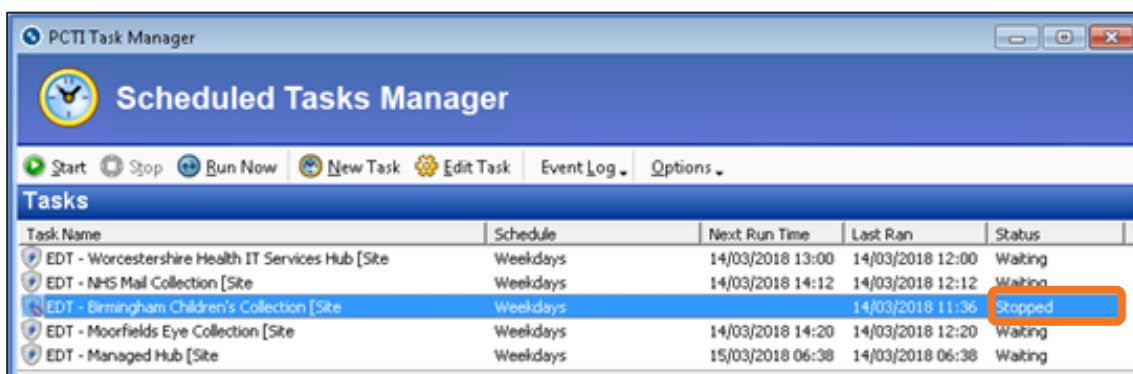 PCTI Task Manager
Scheduled Tasks Manager
Start Stop Run Now New Task Edit Task Event Log Options
Tasks
Task Name Schedule Next Run Time Last Ran Status
EDT - Worcestershire Health IT Services Hub [Site Weekdays 14/03/2018 13:00 14/03/2018 12:00 Waiting
EDT - NHS Mail Collection [Site Weekdays 14/03/2018 14:12 14/03/2018 12:12 Waiting
EDT - Birmingham Children's Collection [Site Weekdays 14/03/2018 11:36 Stopped
EDT - Moorfields Eye Collection [Site Weekdays 14/03/2018 14:20 14/03/2018 12:20 Waiting
EDT - Managed Hub [Site Weekdays 15/03/2018 06:38 14/03/2018 06:38 Waiting